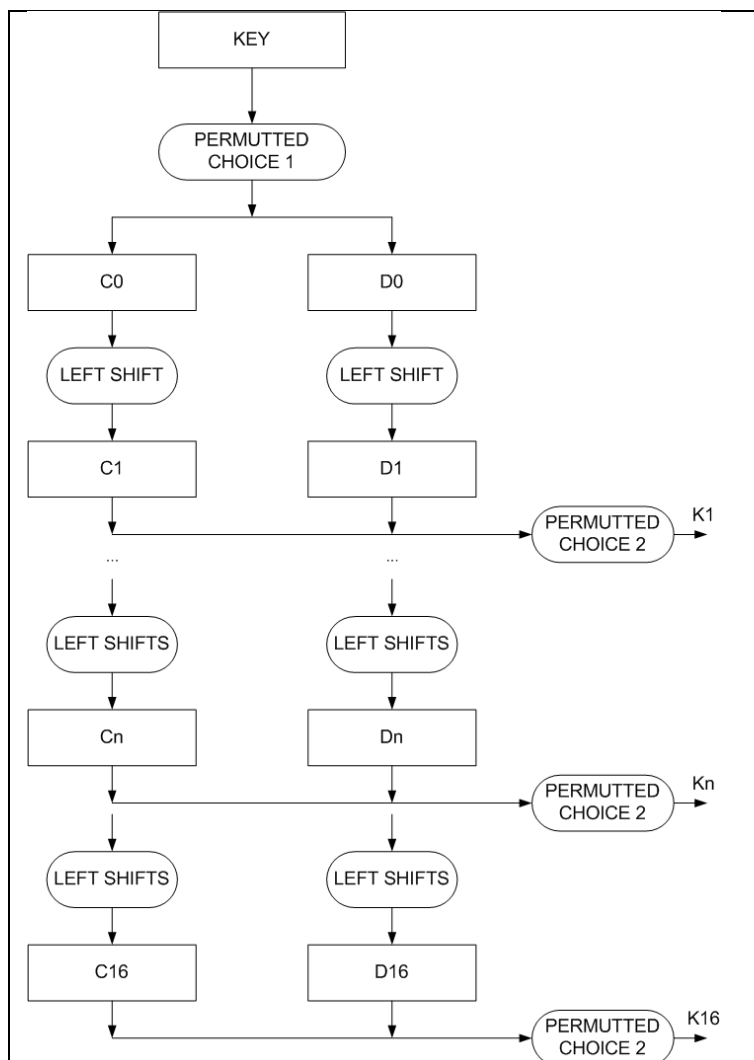 KEY
PERMUTTED
CHOICE 1
C0
D0
LEFT SHIFT
LEFT SHIFT
C1
D1
K1
PERMUTTED
CHOICE 2
...
...
LEFT SHIFTS
LEFT SHIFTS
Cn
Dn
Kn
PERMUTTED
CHOICE 2
LEFT SHIFTS
LEFT SHIFTS
C16
D16
K16
PERMUTTED
CHOICE 2